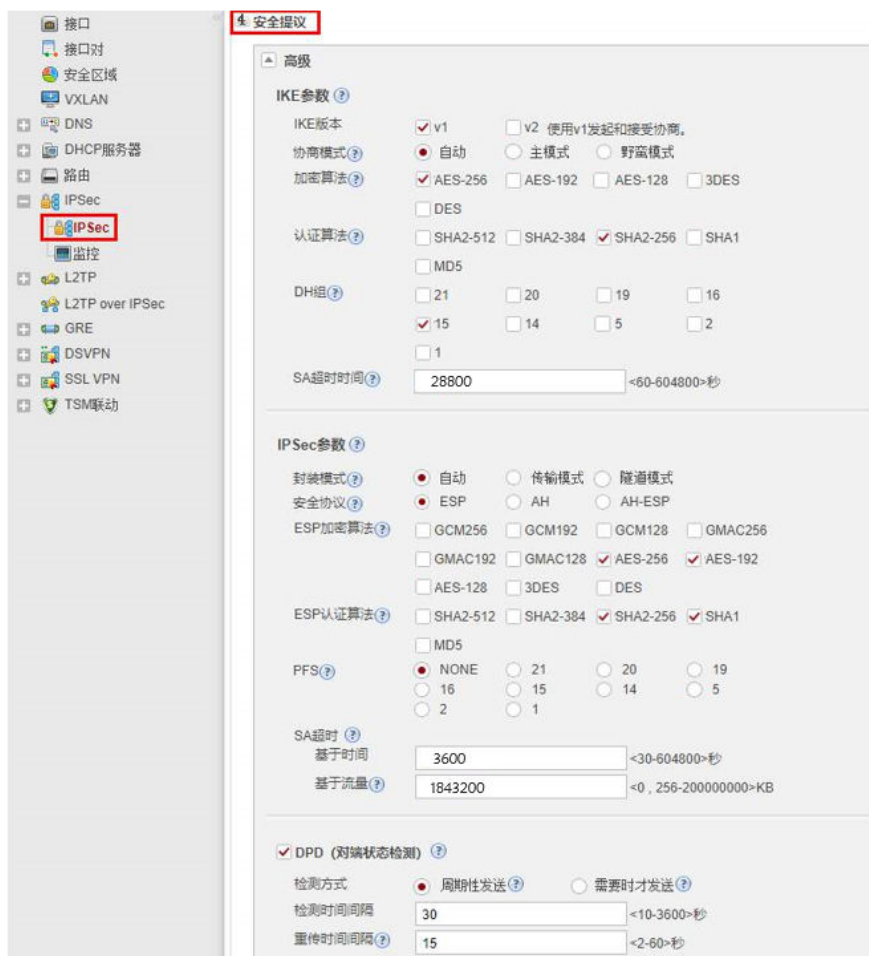 接口
接口对
安全区域
VXLAN
DNS
DHCP服务器
路由
IPSec
IPSec
监控
L2TP
L2TP over IPSec
GRE
DSVPN
SSL VPN
TSM联动
4 安全提议
高级
IKE参数
IKE版本 v1 v2 使用v1发起和接受协商。
协商模式 自动 主模式 野蛮模式
加密算法 AES-256 AES-192 AES-128 3DES
DES
认证算法 SHA2-512 SHA2-384 SHA2-256 SHA1
MD5
DH组 21 20 19 16
15 14 5 2
1
SA超时时间 28800 <60-604800>秒
IPSec参数
封装模式 自动 传输模式 隧道模式
安全协议 ESP AH AH-ESP
ESP加密算法 GCM256 GCM192 GCM128 GMAC256
GMAC192 GMAC128 AES-256 AES-192
AES-128 3DES DES
ESP认证算法 SHA2-512 SHA2-384 SHA2-256 SHA1
MD5
PFS NONE 21 20 19
16 15 14 5
2 1
SA超时
基于时间 3600 <30-604800>秒
基于流量 1843200 <0 , 256-200000000>KB
DPD (对端状态检测)
检测方式 周期性发送 需要时才发送
检测时间间隔 30 <10-3600>秒
重传时间间隔 15 <2-60>秒